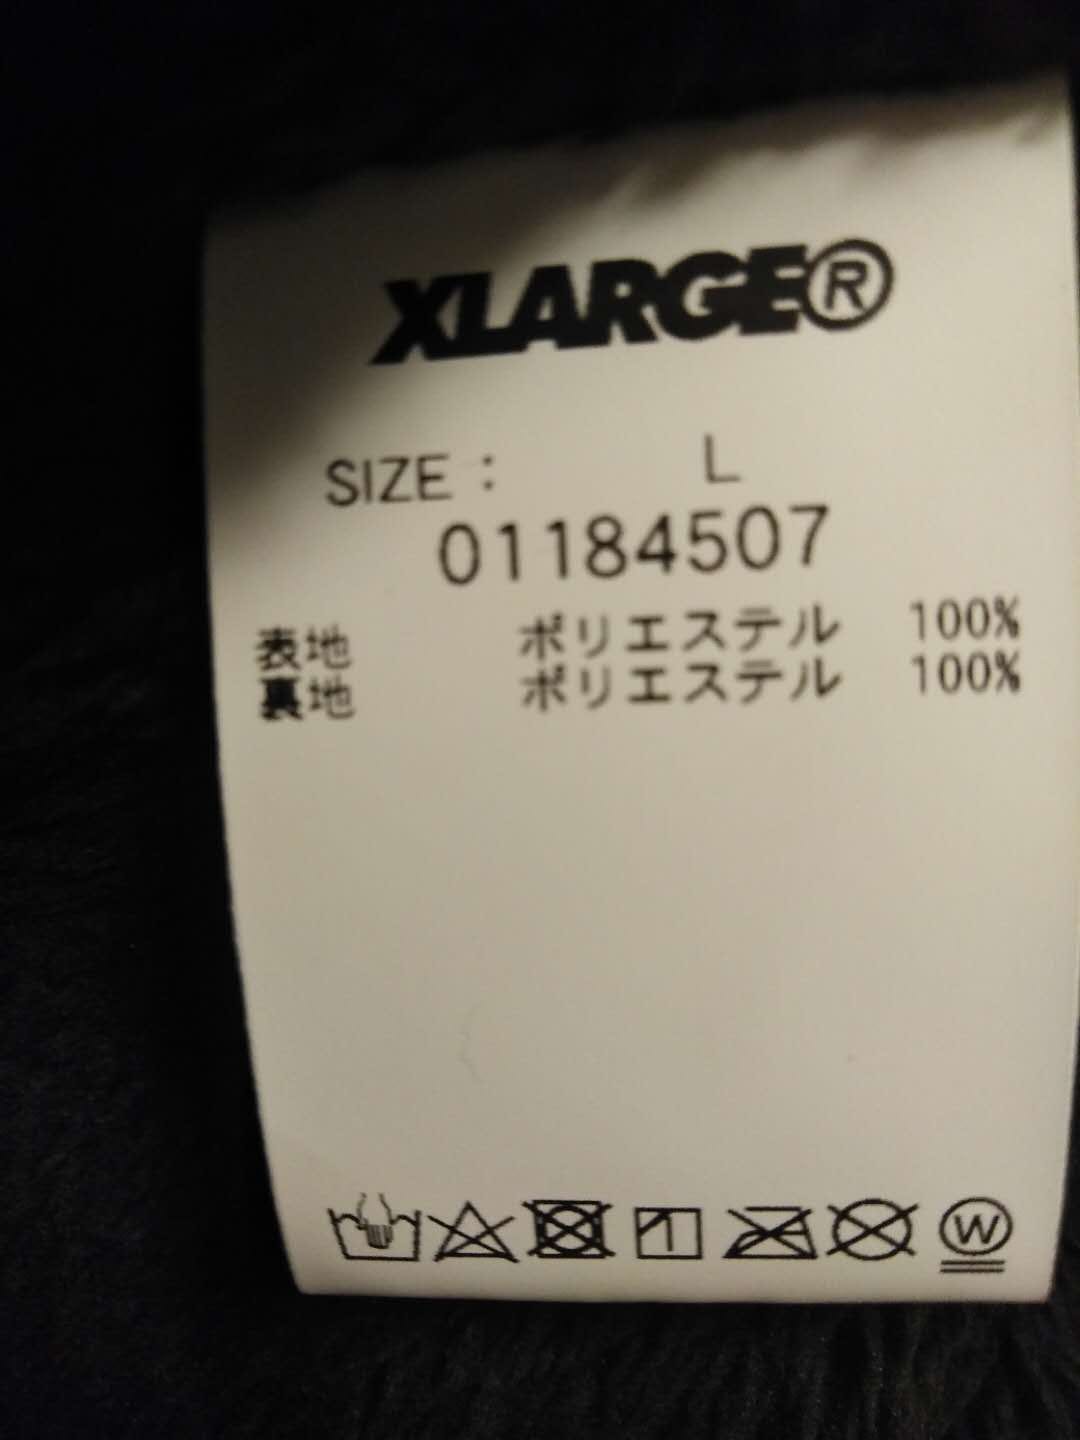 XLARGE®
SIZE : L
01184507
表地 ポリエステル 100%
裏地 ポリエステル 100%
W